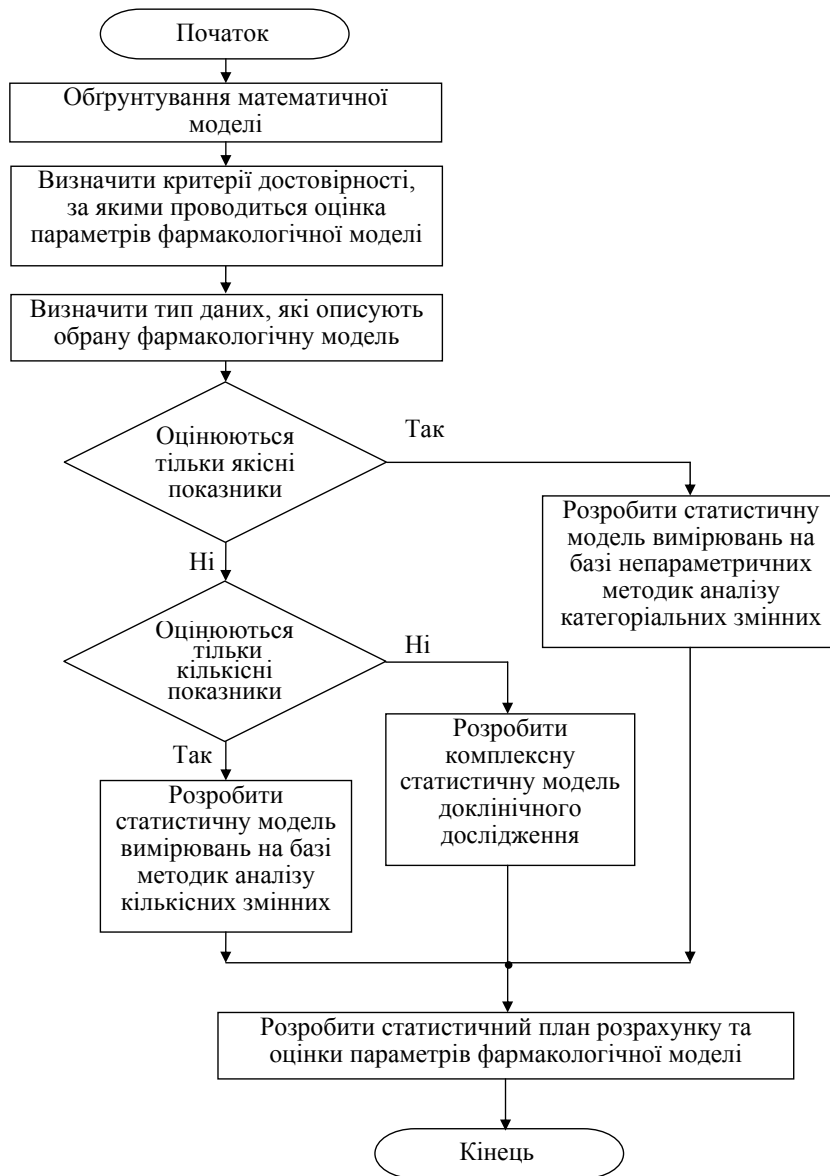 Початок
Обґрунтування математичної
моделі
Визначити критерії достовірності,
за якими проводиться оцінка
параметрів фармакологічної моделі
Визначити тип даних, які описують
обрану фармакологічну модель
Оцінюються
тільки якісні
показники
Так
Ні
Розробити статистичну
модель вимірювань на
базі непараметричних
методик аналізу
категоріальних змінних
Оцінюються
тільки
кількісні
показники
Ні
Так
Розробити
комплексну
статистичну модель
доклінічного
дослідження
Розробити
статистичну модель
вимірювань на базі
методик аналізу
кількісних змінних
Розробити статистичний план розрахунку та
оцінки параметрів фармакологічної моделі
Кінець